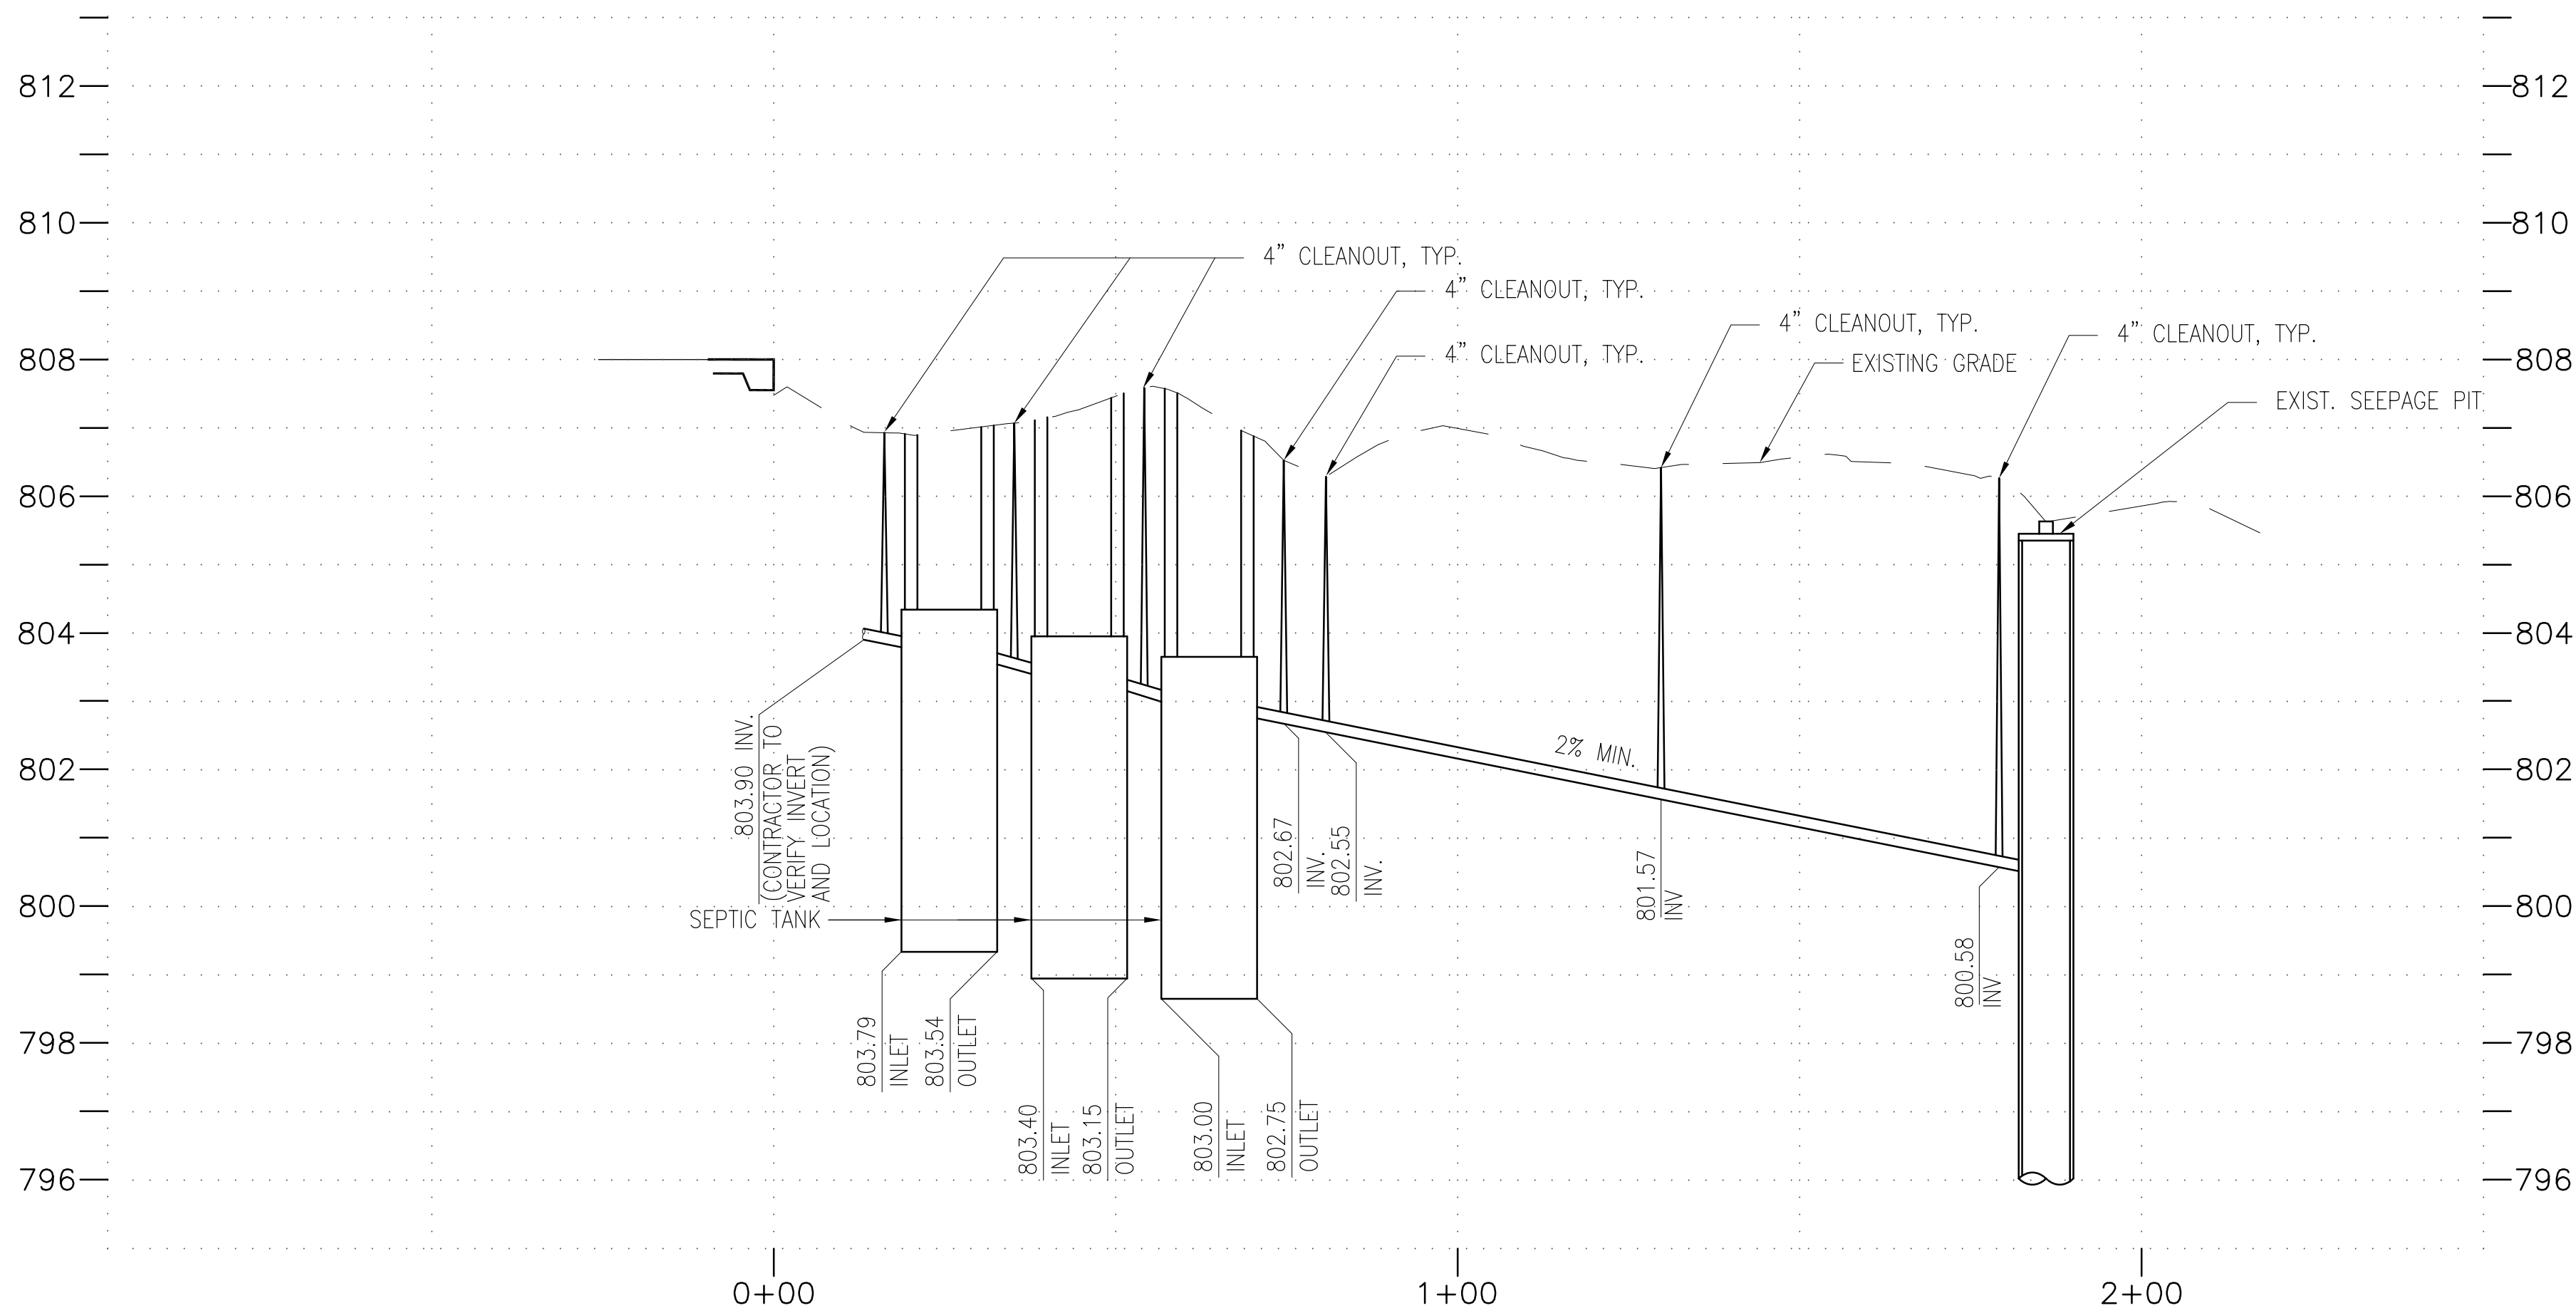 812
812
810
810
4” CLEANOUT, TYP.
4” CLEANOUT, TYP.
4” CLEANOUT, TYP.
4” CLEANOUT, TYP.
4” CLEANOUT, TYP.
808
808
EXISTING GRADE
EXIST. SEEPAGE PIT
806
806
804
804
803.90 INV.
(CONTRACTOR TO
VERIFY INVERT
AND LOCATION)
2% MIN.
802
802
802.67
INV.
802.55
INV.
801.57
INV
800
800
SEPTIC TANK
800.58
INV
803.79
INLET
803.54
OUTLET
798
798
803.40
INLET
803.15
OUTLET
803.00
INLET
802.75
OUTLET
796
796
0+00
1+00
2+00